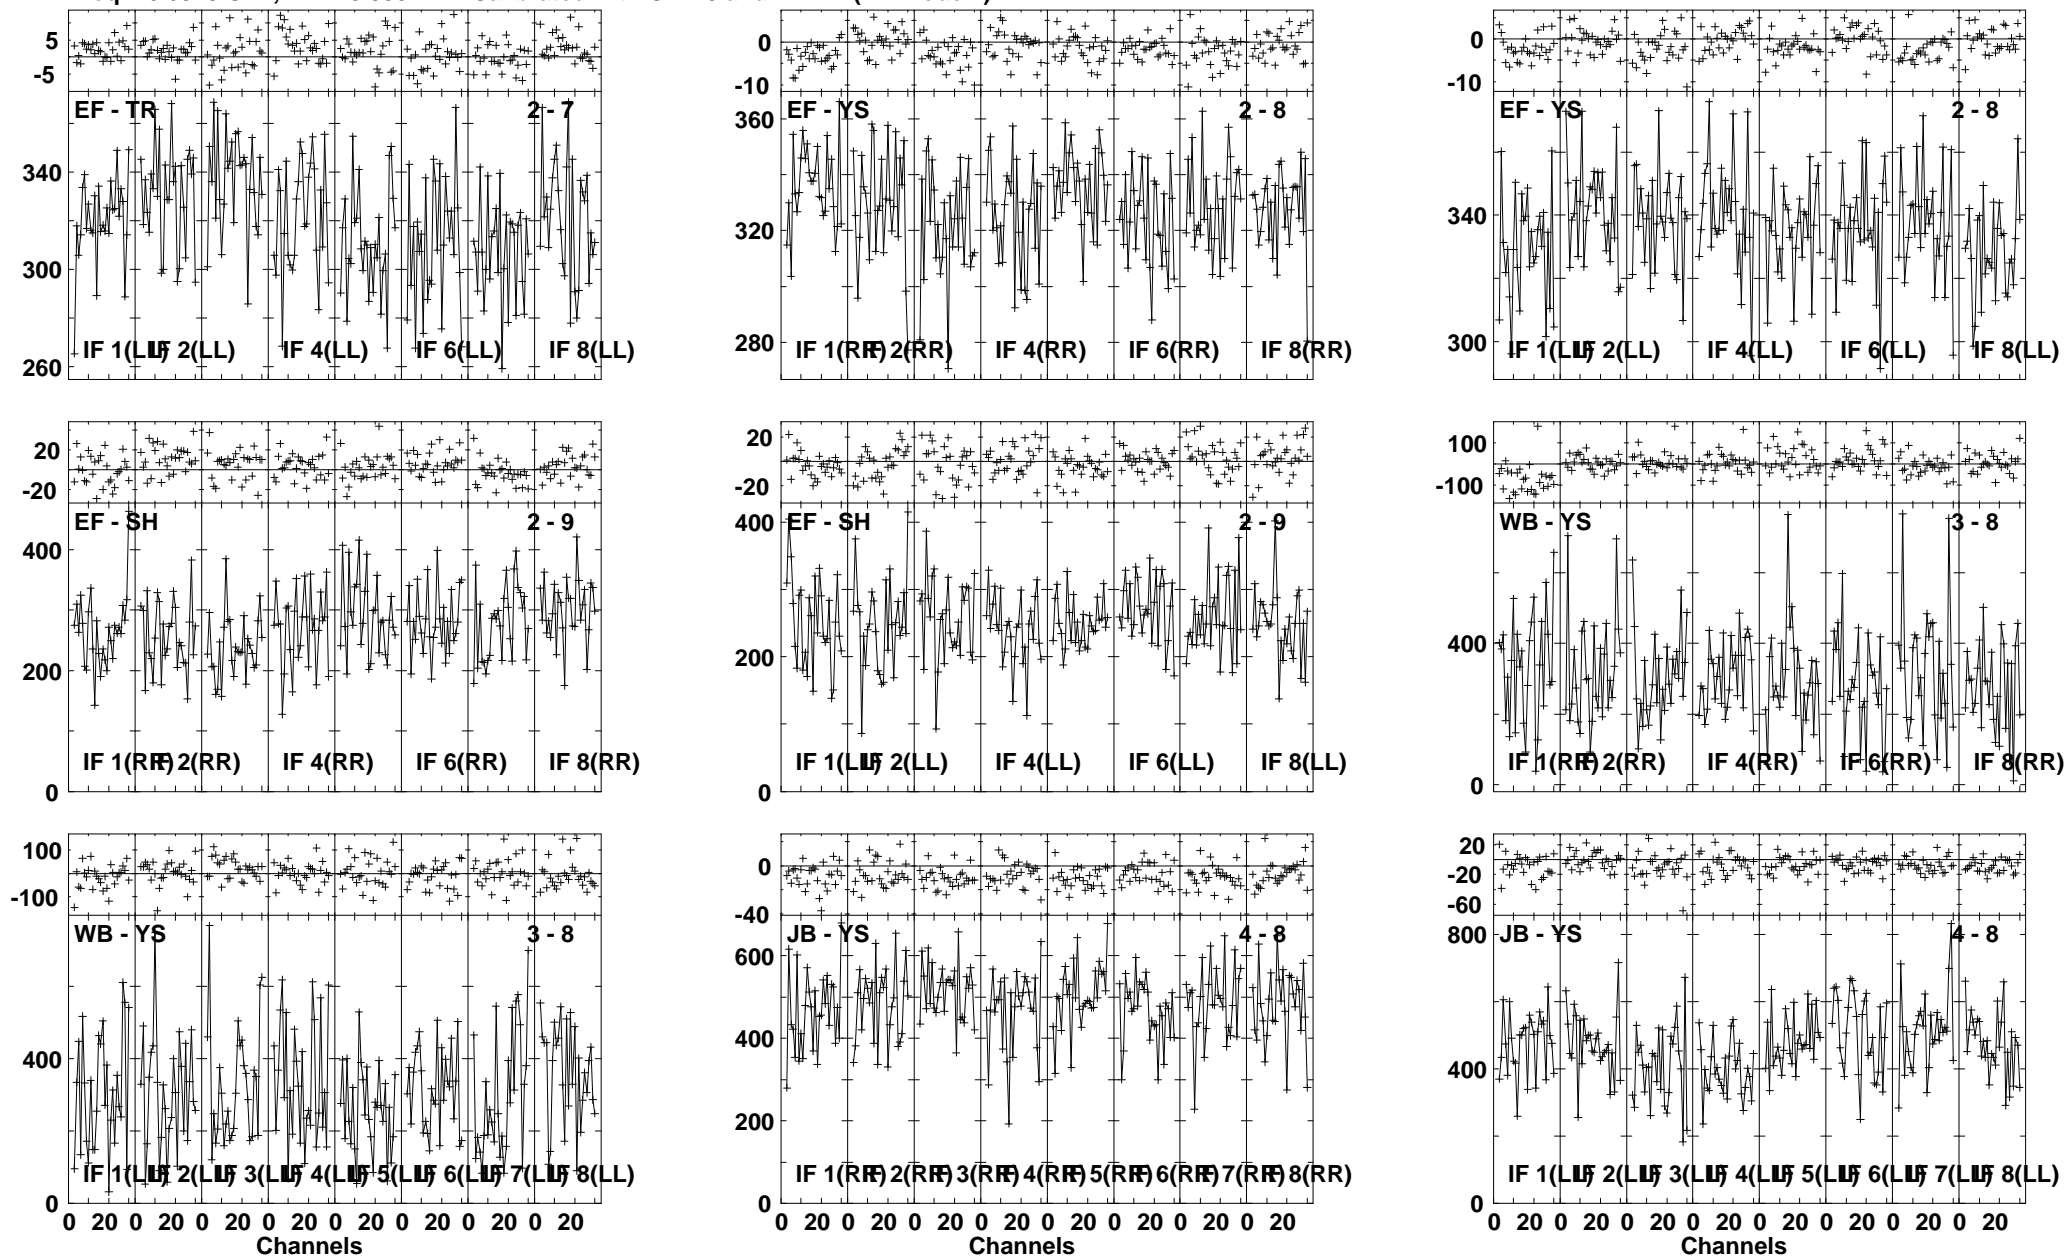 5
-5
EF - TR 2 - 7
340
300
260
IF 1(LL) IF 2(LL) IF 4(LL) IF 6(LL) IF 8(LL)
0
-10
EF - YS 2 - 8
360
320
280
IF 1(RR) IF 2(RR) IF 4(RR) IF 6(RR) IF 8(RR)
0
-10
EF - YS 2 - 8
340
300
IF 1(LL) IF 2(LL) IF 4(LL) IF 6(LL) IF 8(LL)
20
-20
EF - SH 2 - 9
400
200
0
IF 1(RR) IF 2(RR) IF 4(RR) IF 6(RR) IF 8(RR)
20
-20
EF - SH 2 - 9
400
200
0
IF 1(LL) IF 2(LL) IF 4(LL) IF 6(LL) IF 8(LL)
100
-100
WB - YS 3 - 8
400
0
IF 1(RR) IF 2(RR) IF 4(RR) IF 6(RR) IF 8(RR)
100
-100
WB - YS 3 - 8
400
0
IF 1(LL) IF 2(LL) IF 3(LL) IF 4(LL) IF 5(LL) IF 6(LL) IF 7(LL) IF 8(LL)
0 20 0 20 0 20 0 20 0 20 0 20 0 20 0 20
Channels
0
-40
JB - YS 4 - 8
600
400
200
0
IF 1(RR) IF 2(RR) IF 3(RR) IF 4(RR) IF 5(RR) IF 6(RR) IF 7(RR) IF 8(RR)
0 20 0 20 0 20 0 20 0 20 0 20 0 20 0 20
Channels
20
-20
-60
JB - YS 4 - 8
800
400
0
IF 1(LL) IF 2(LL) IF 3(LL) IF 4(LL) IF 5(LL) IF 6(LL) IF 7(LL) IF 8(LL)
0 20 0 20 0 20 0 20 0 20 0 20 0 20 0 20
Channels